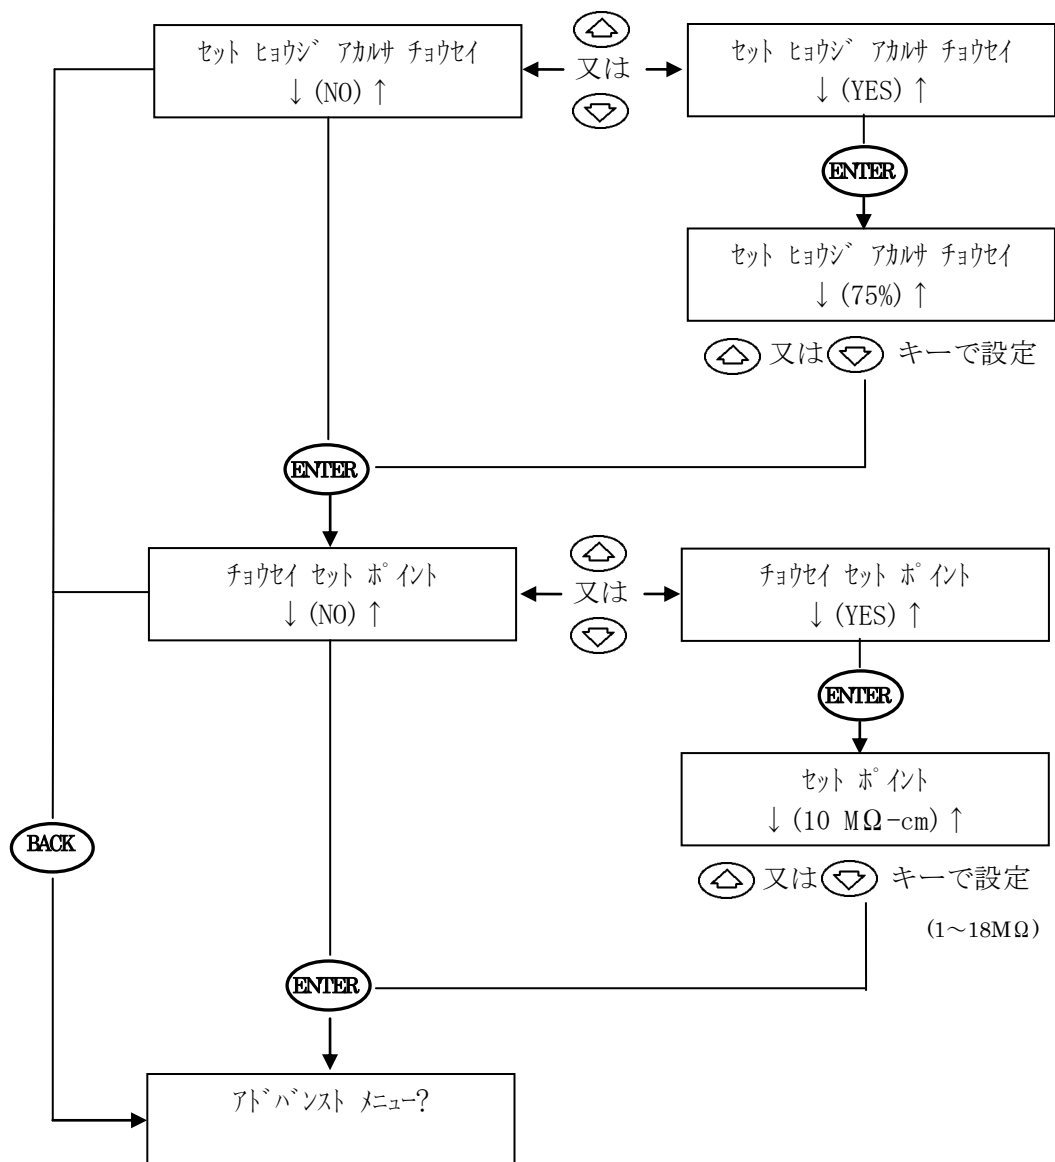 ｾｯﾄ ﾋｮｳｼﾞ ｱｶﾙｻ ﾁｮｳｾｲ
↓ (NO) ↑
又は
ｾｯﾄ ﾋｮｳｼﾞ ｱｶﾙｻ ﾁｮｳｾｲ
↓ (YES) ↑
ENTER
ｾｯﾄ ﾋｮｳｼﾞ ｱｶﾙｻ ﾁｮｳｾｲ
↓ (75%) ↑
又は キーで設定
ENTER
ﾁｮｳｾｲ ｾｯﾄ ﾎﾟｲﾝﾄ
↓ (NO) ↑
又は
ﾁｮｳｾｲ ｾｯﾄ ﾎﾟｲﾝﾄ
↓ (YES) ↑
ENTER
ｾｯﾄ ﾎﾟｲﾝﾄ
↓ (10 MΩ-cm) ↑
BACK
又は キーで設定
(1～18MΩ)
ENTER
ｱﾄﾞﾊﾞﾝｽﾄ ﾒﾆｭｰ?